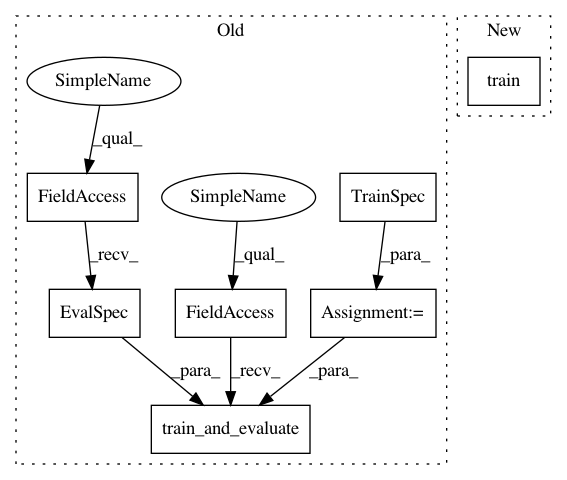 Old
New
SimpleName
train
_qual_
FieldAccess
SimpleName
TrainSpec
_recv_
_qual_
_para_
EvalSpec
FieldAccess
Assignment:=
_para_
_recv_
_para_
train_and_evaluate